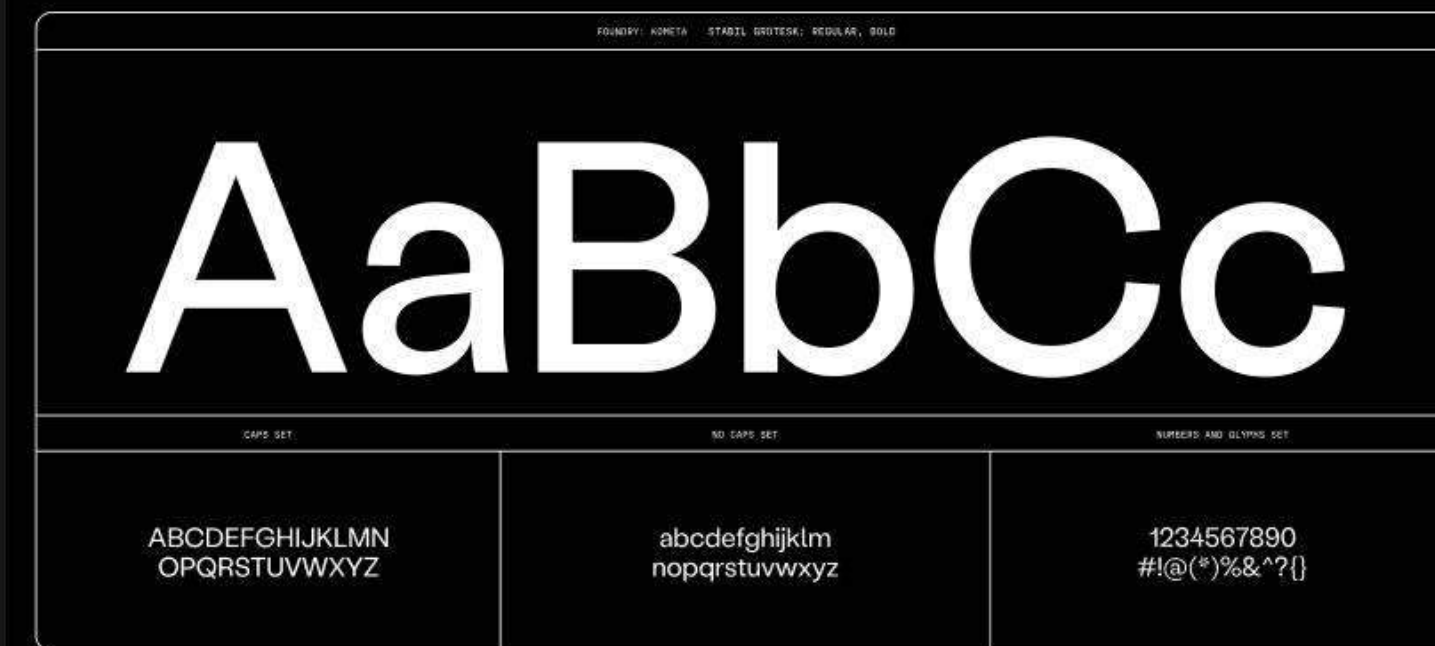 FOUNDRY: KOMETA STABIL GROTESK: REGULAR, BOLD
AaBbCc
CAPS SET
NO CAPS SET
NUMBERS AND GLYPHS SET
ABCDEFGHIJKLMN
OPQRSTUVWXYZ
abcdefghijklm
nopqrstuvwxyz
1234567890
#!@(*)%&^?{}